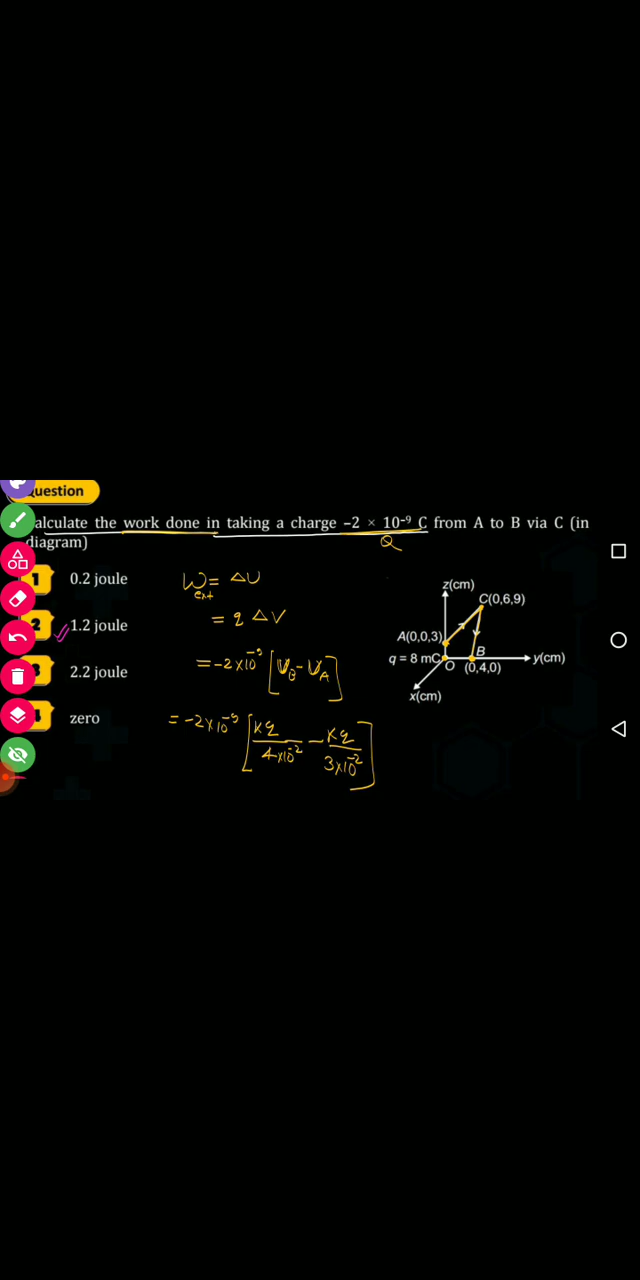 Question
alculate the work done in taking a charge –2 × 10⁻⁹ C from A to B via C (in
diagram)
Q
1 0.2 joule
2 1.2 joule
3 2.2 joule
4 zero
W ext = ΔU
= q ΔV
= -2×10⁻⁹ [V_B - V_A]
= -2×10⁻⁹ [Kq/4×10⁻² - Kq/3×10⁻²]
z(cm)
C(0,6,9)
A(0,0,3)
q = 8 mC
O
B
(0,4,0)
y(cm)
x(cm)